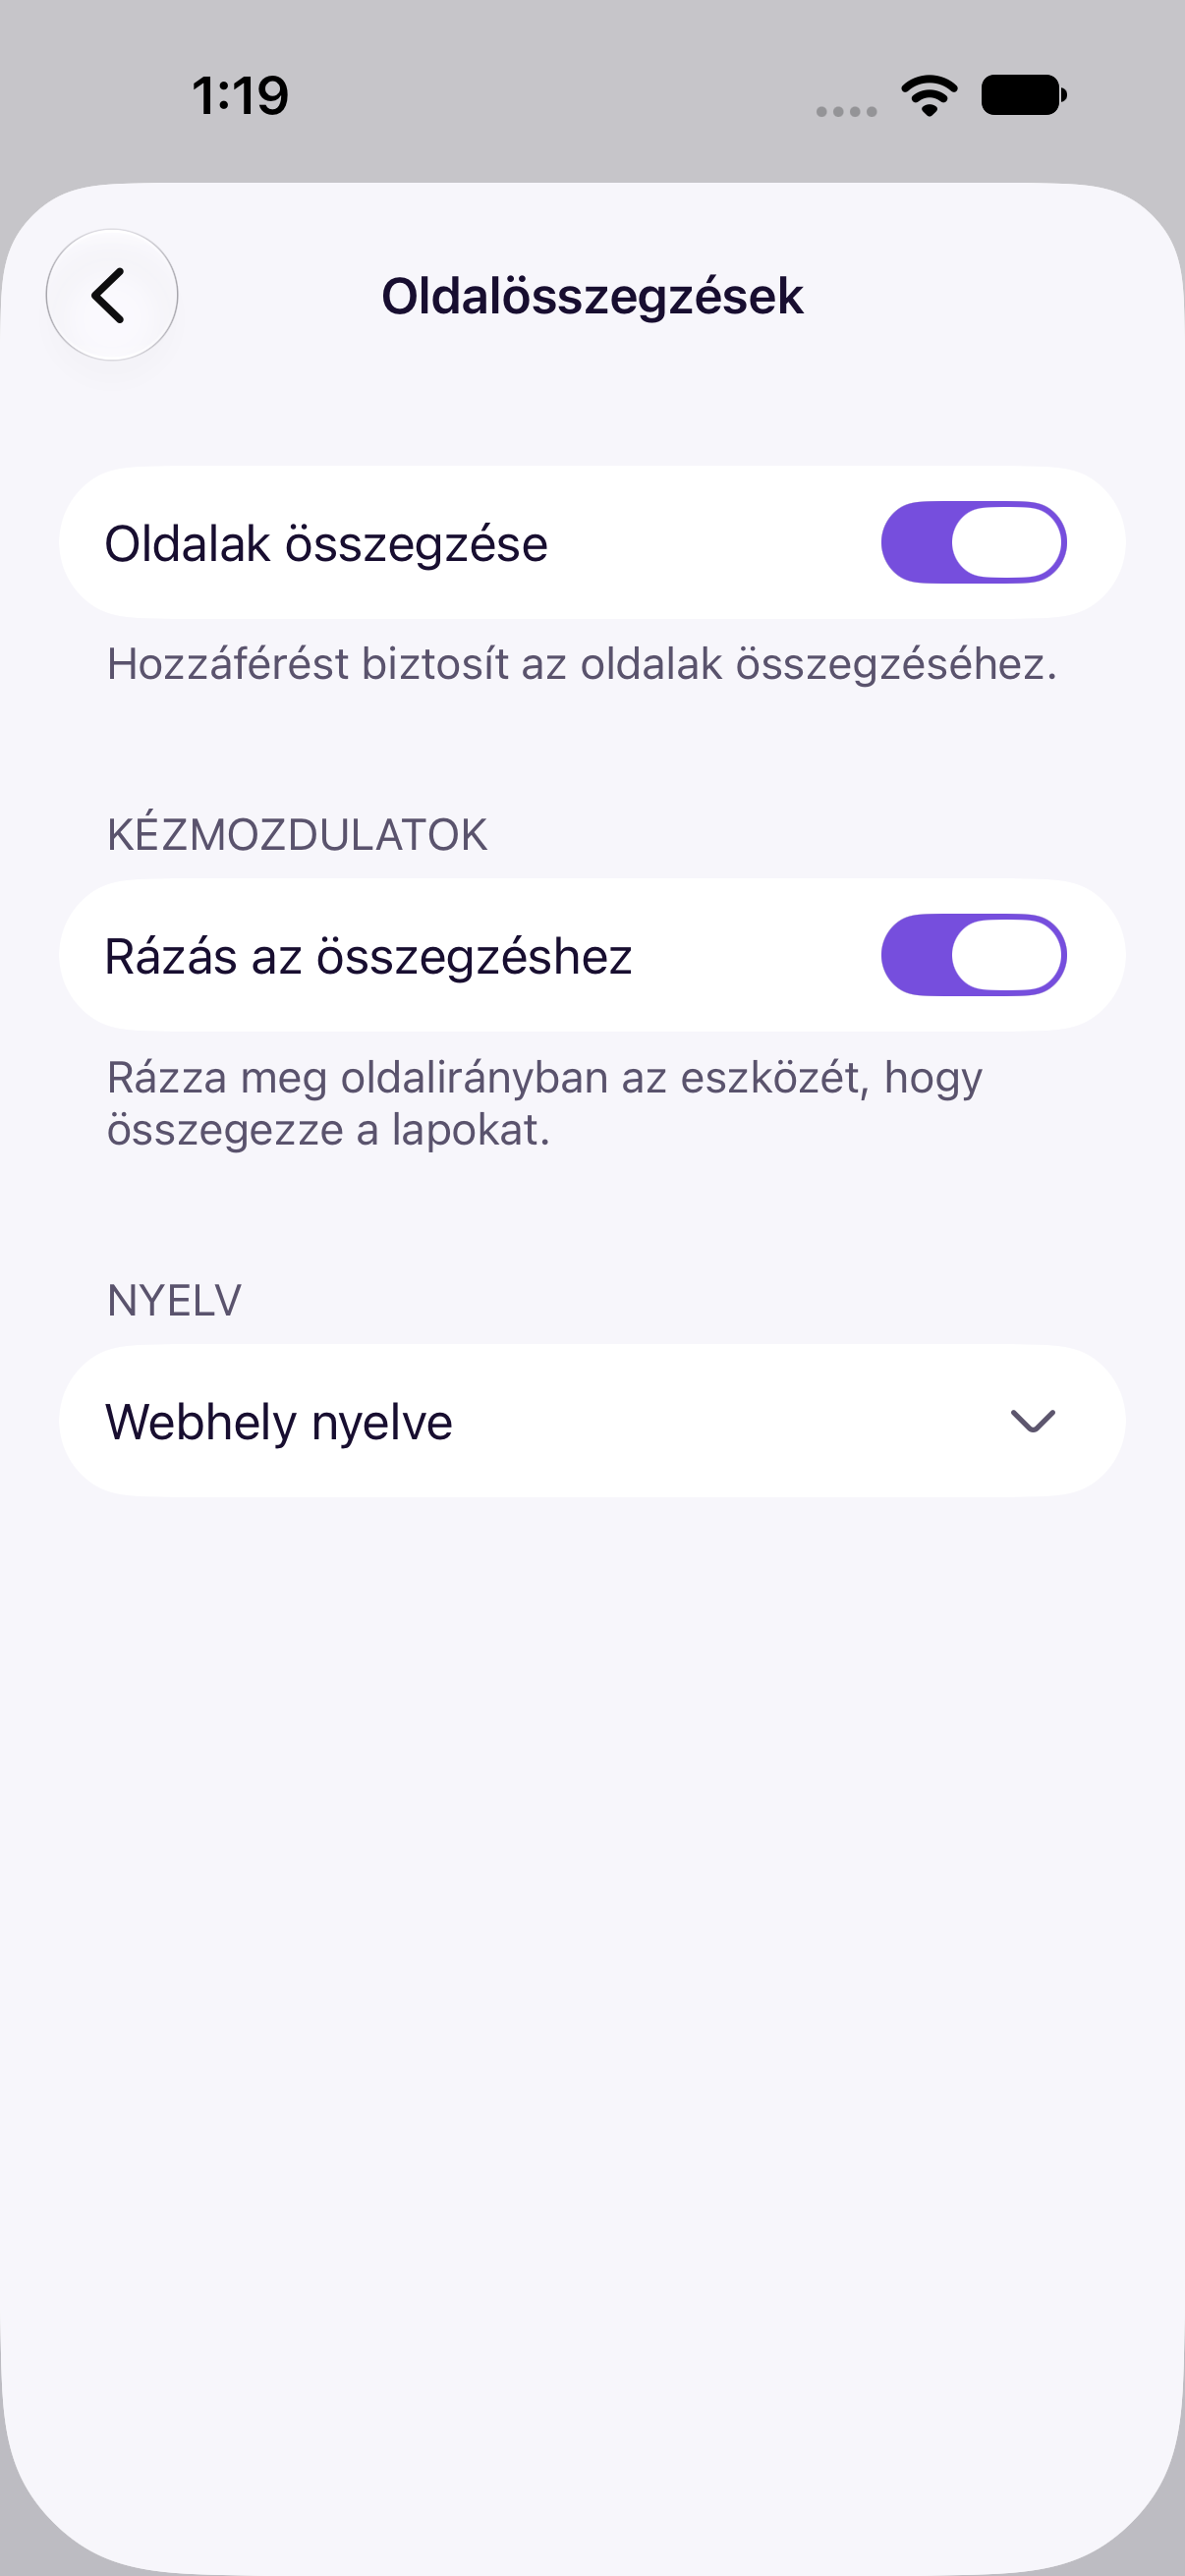 1:19
Oldalösszegzések
Oldalak összegzése
Hozzáférést biztosít az oldalak összegzéséhez.
KÉZMOZDULATOK
Rázás az összegzéshez
Rázza meg oldalirányban az eszközét, hogy
összegezze a lapokat.
NYELV
Webhely nyelve